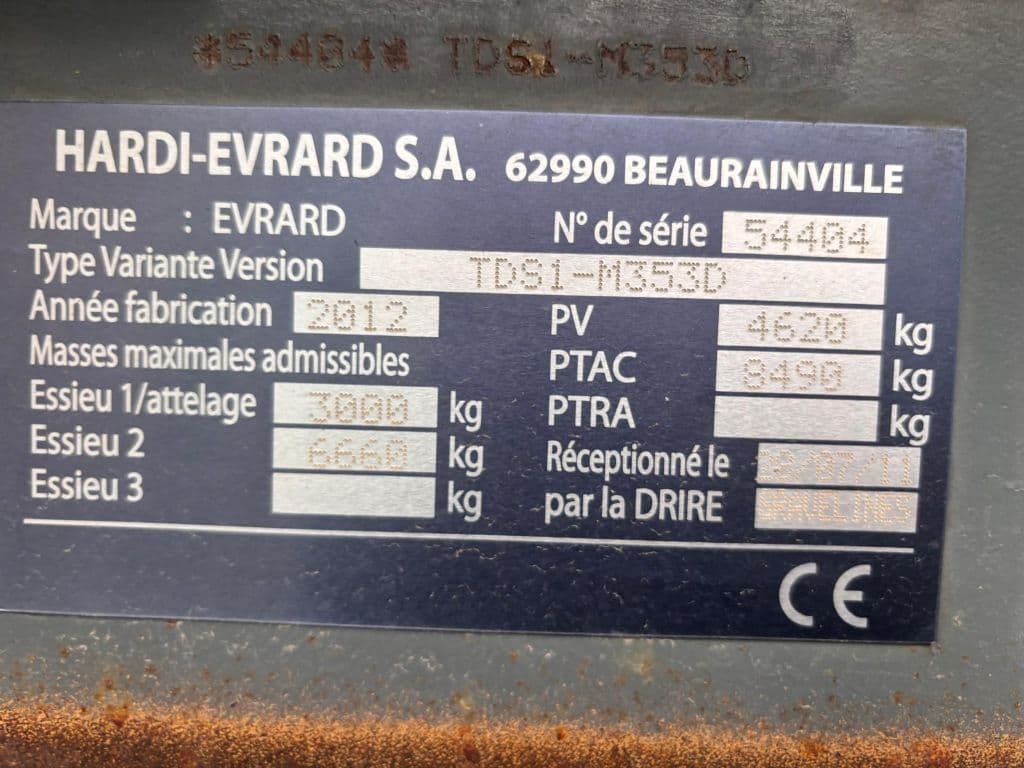 *54404* TDS1-M353D
HARDI-EVRARD S.A. 62990 BEAURAINVILLE
Marque : EVRARD N° de série 54404
Type Variante Version TDS1-M353D
Année fabrication 2012 PV 4620 kg
Masses maximales admissibles PTAC 8490 kg
Essieu 1/attelage 3000 kg PTRA kg
Essieu 2 6660 kg Réceptionné le
Essieu 3 kg par la DRIRE GRAVELINES
CE